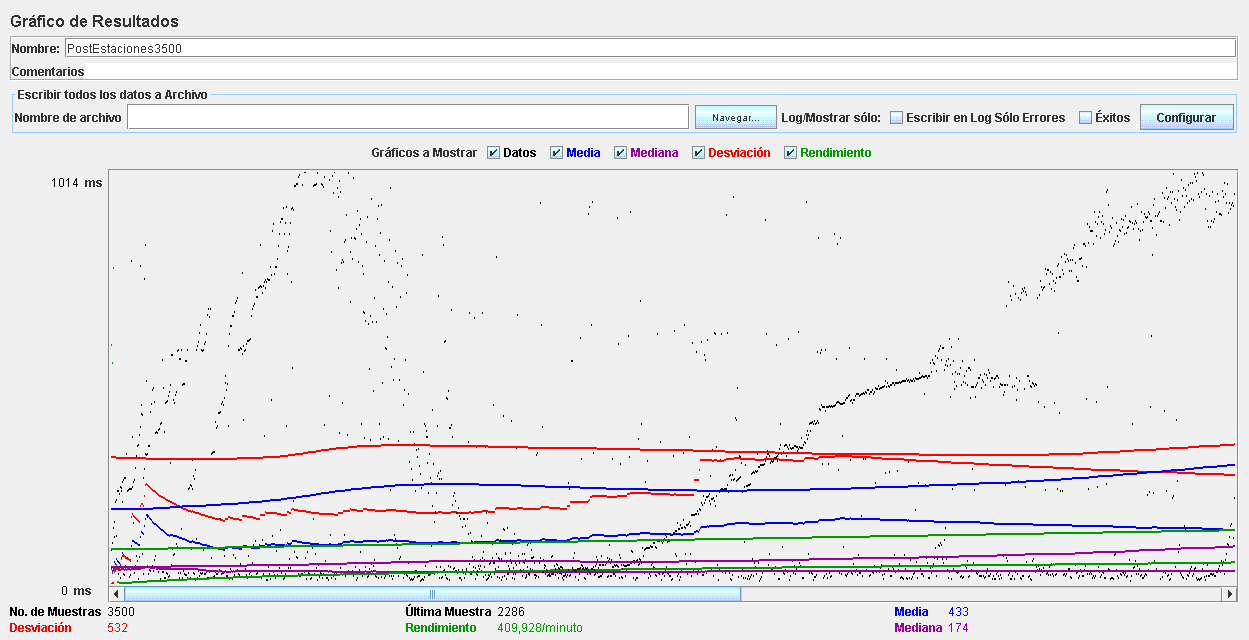 Gráfico de Resultados
Nombre: PostEstaciones3500
Comentarios
Escribir todos los datos a Archivo
Nombre de archivo Navegar... Log/Mostrar sólo: Escribir en Log Sólo Errores Éxitos Configurar
Gráficos a Mostrar Datos Media Mediana Desviación Rendimiento
1014 ms
0 ms
No. de Muestras 3500 Última Muestra 2286 Media 433
Desviación 532 Rendimiento 409,928/minuto Mediana 174